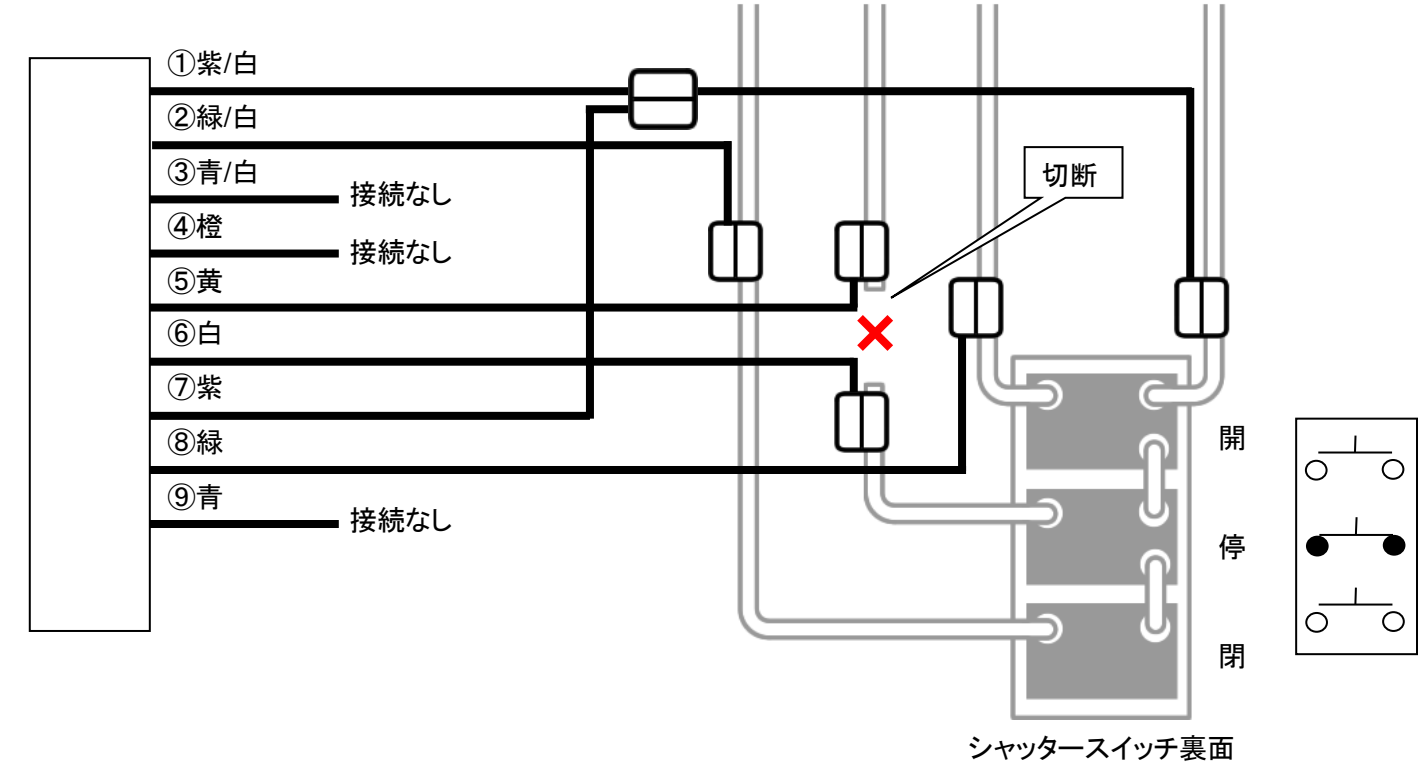 ①紫/白
②緑/白
③青/白
接続なし
切断
④橙
接続なし
⑤黄
⑥白
⑦紫
⑧緑
開
⑨青
接続なし
停
閉
シャッタースイッチ裏面